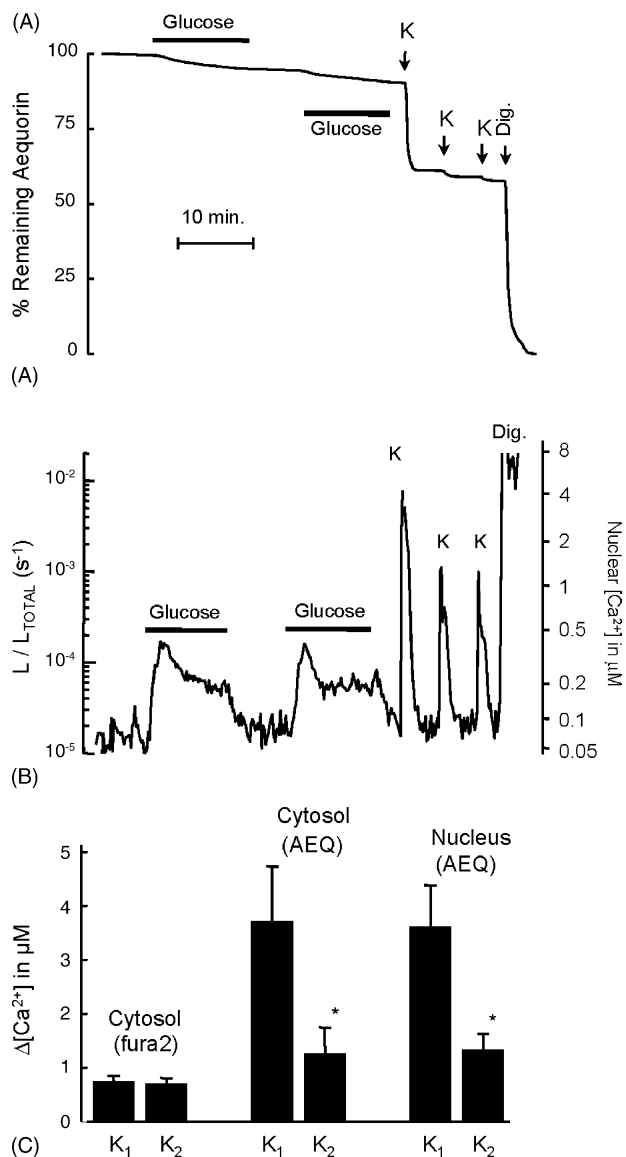 (A)
Glucose
K
100
75
K
K
Dig.
Glucose
% Remaining Aequorin
50
10 min.
25
0
(A)
Dig.
8
K
10⁻²
4
K
K
2
10⁻³
1
L / L_TOTAL (s⁻¹)
Nuclear [Ca²⁺] in µM
Glucose
Glucose
0.5
10⁻⁴
0.2
0.1
10⁻⁵
0.05
(B)
Cytosol
(AEQ)
Nucleus
(AEQ)
5
4
3
Δ[Ca²⁺] in µM
2
Cytosol
(fura2)
*
*
1
0
(C)
K₁ K₂ K₁ K₂ K₁ K₂